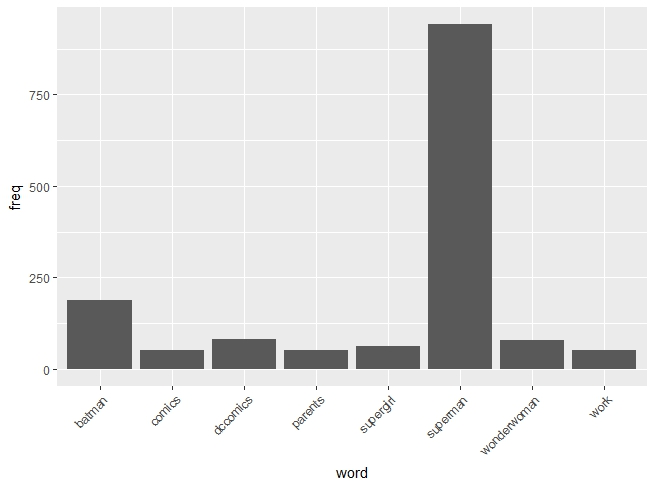 freq
750
500
250
0
batman
comics
dccomics
parents
supergirl
superman
wonderwoman
work
word